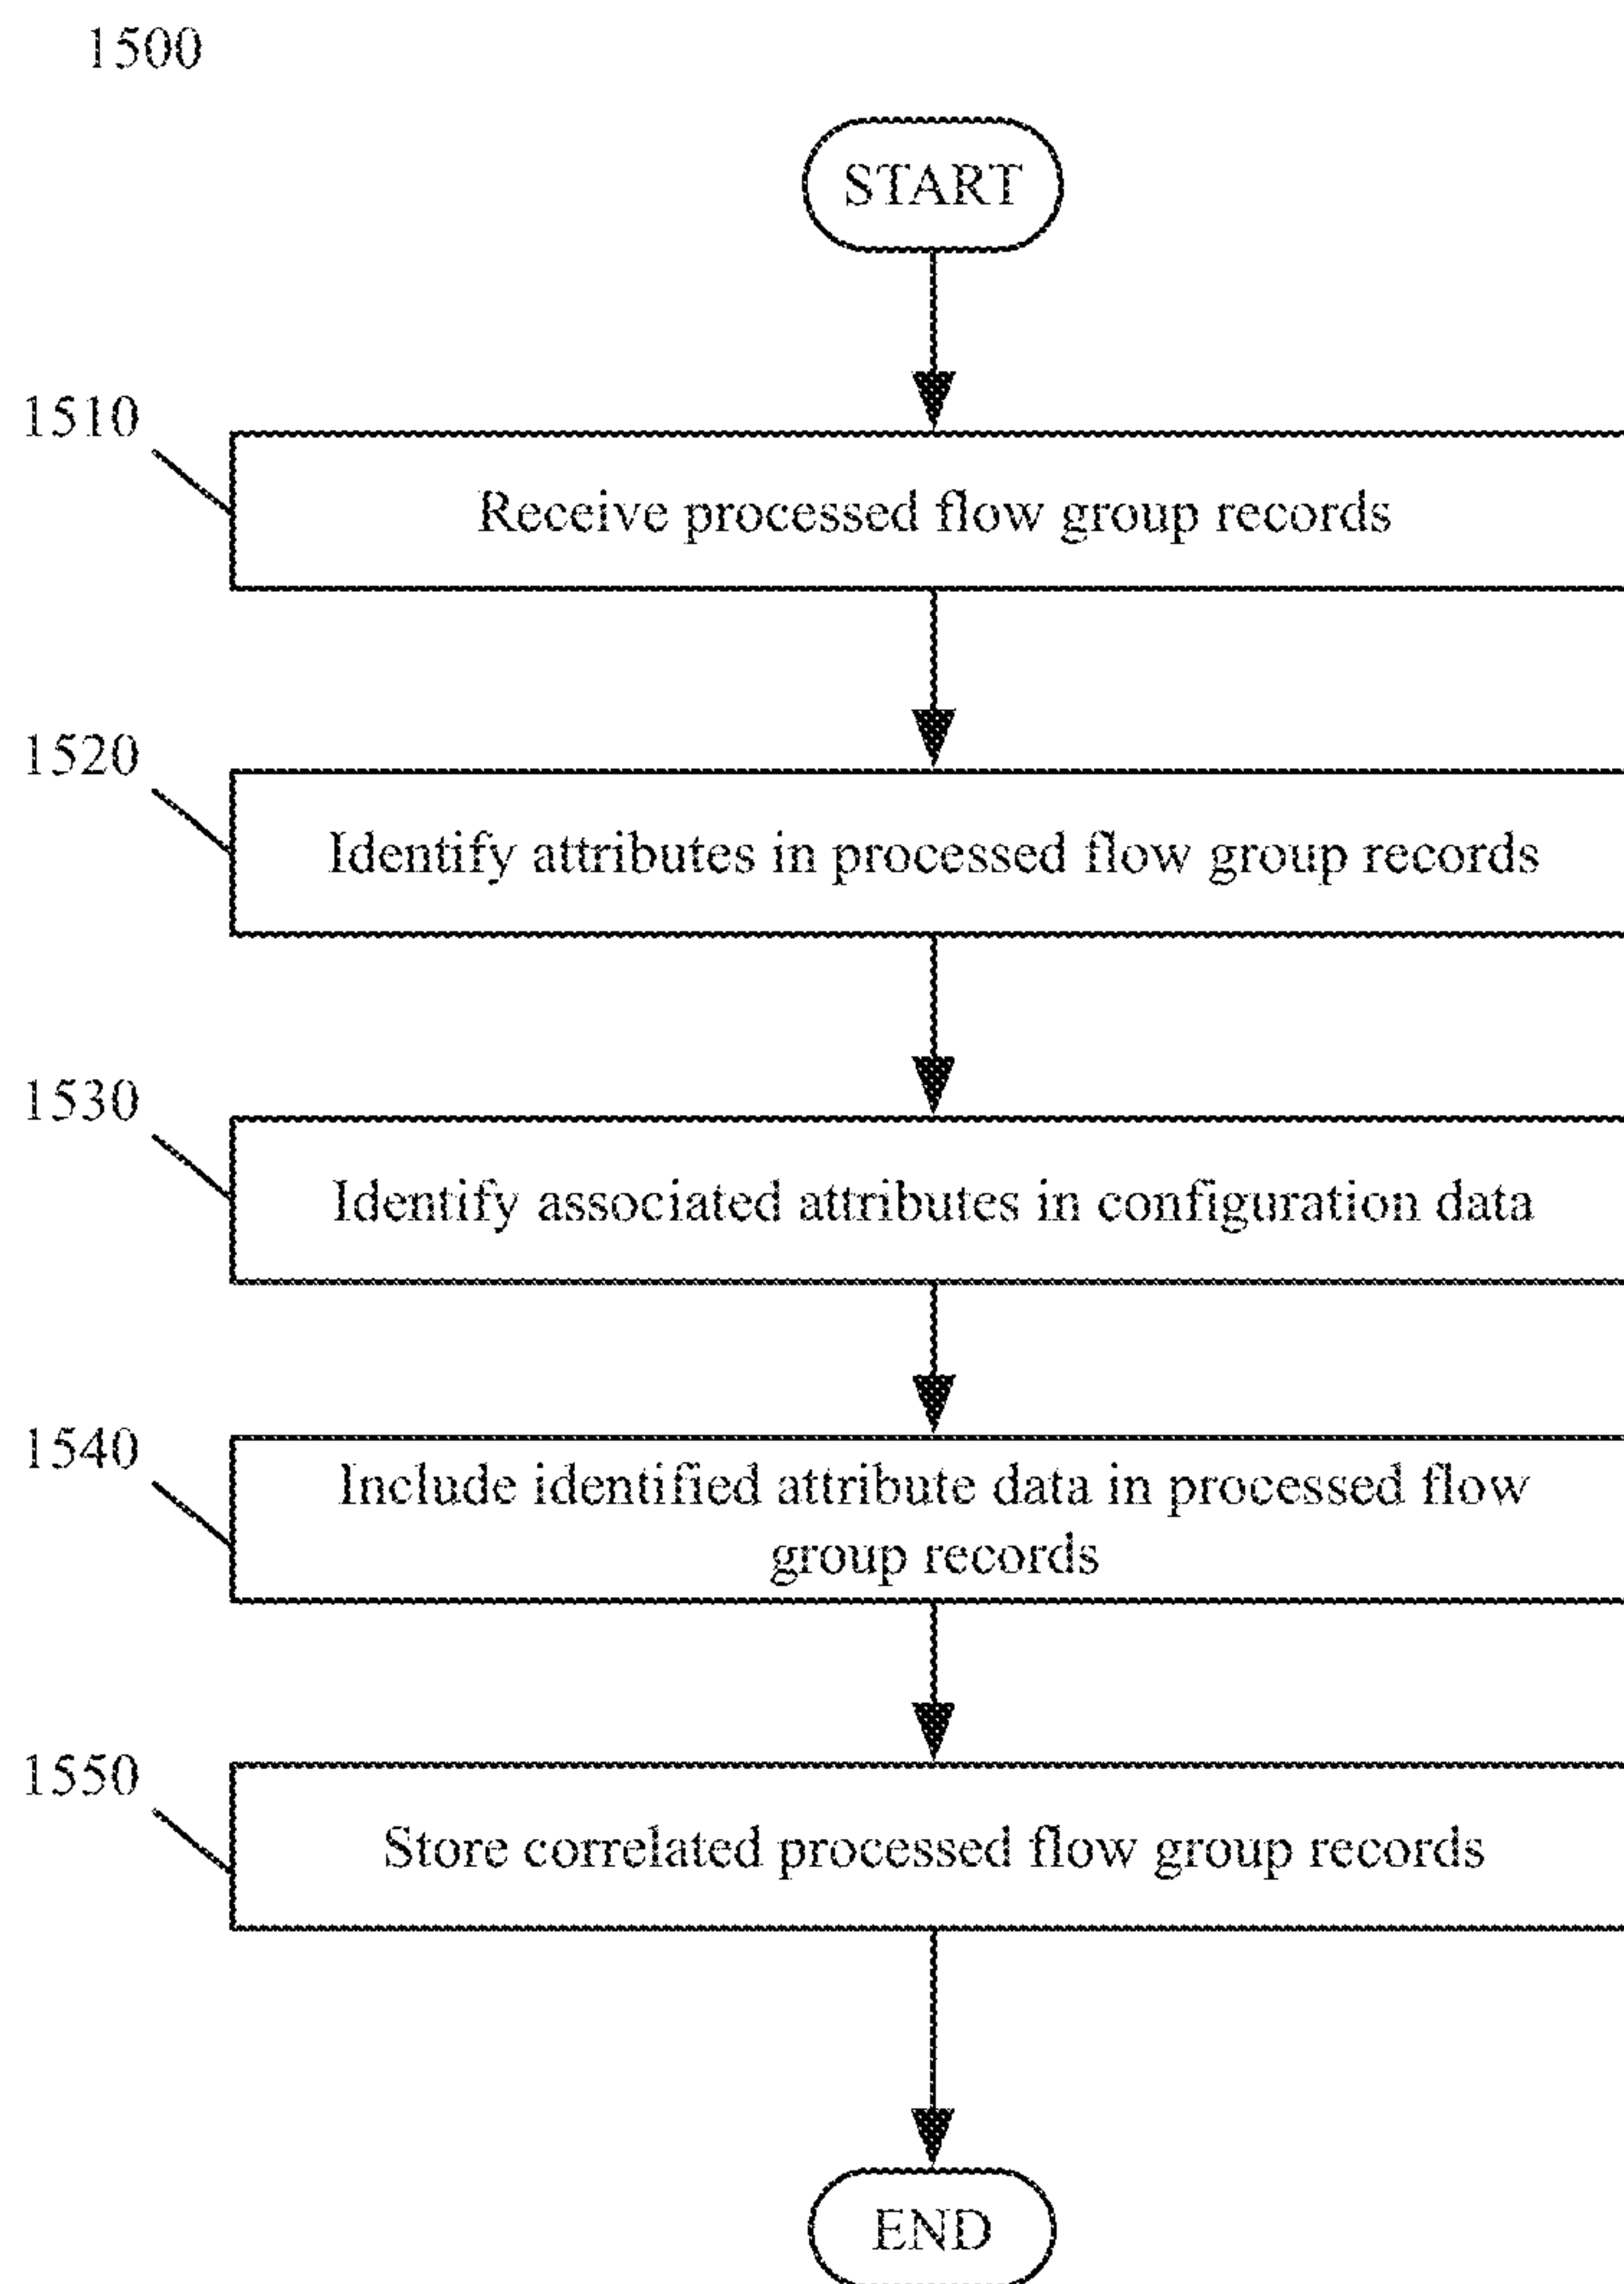 1500
START
1510
Receive processed flow group records
1520
Identify attributes in processed flow group records
1530
Identify associated attributes in configuration data
1540
Include identified attribute data in processed flow
group records
1550
Store correlated processed flow group records
END